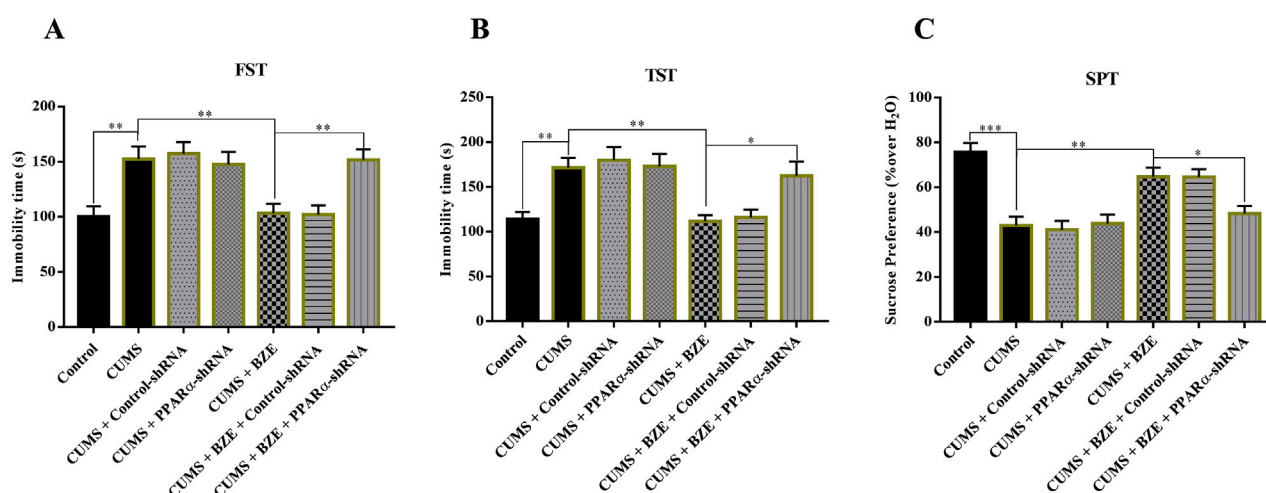 A
FST
Immobility time (s)
200
150
100
50
0
**
**
**
Control
CUMS
CUMS + Control-shRNA
CUMS + PPARα-shRNA
CUMS + BZE
CUMS + BZE + Control-shRNA
CUMS + BZE + PPARα-shRNA
B
TST
Immobility time (s)
250
200
150
100
50
0
**
**
*
Control
CUMS
CUMS + Control-shRNA
CUMS + PPARα-shRNA
CUMS + BZE
CUMS + BZE + Control-shRNA
CUMS + BZE + PPARα-shRNA
C
SPT
Sucrose Preference (%over H₂O)
100
80
60
40
20
0
***
**
*
Control
CUMS
CUMS + Control-shRNA
CUMS + PPARα-shRNA
CUMS + BZE
CUMS + BZE + Control-shRNA
CUMS + BZE + PPARα-shRNA